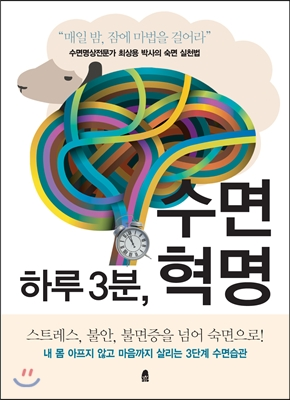 “매일 밤, 잠에 마법을 걸어라”
수면명상전문가 최상용 박사의 숙면 실천법
하루 3분, 수면
혁명
스트레스, 불안, 불면증을 넘어 숙면으로!
내 몸 아프지 않고 마음까지 살리는 3단계 수면습관
yes24